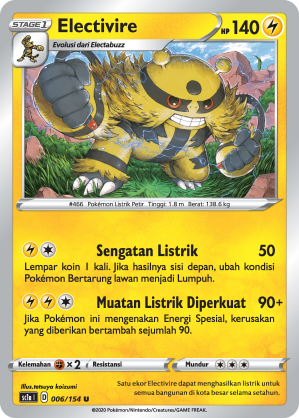 STAGE 1 Electivire HP 140
Evolusi dari Electabuzz
#466 Pokémon Listrik Petir Tinggi: 1.8 m Berat: 138.6 kg
Sengatan Listrik 50
Lempar koin 1 kali. Jika hasilnya sisi depan, ubah kondisi
Pokémon Bertarung lawan menjadi Lumpuh.
Muatan Listrik Diperkuat 90+
Jika Pokémon ini mengenakan Energi Spesial, kerusakan
yang diberikan bertambah sejumlah 90.
Kelemahan ×2 Resistansi Mundur
Illus.tetsuya koizumi
sc1a I D 006/154 U
Satu ekor Electivire dapat menghasilkan listrik untuk
semua bangunan di kota besar selama setahun.
©2020 Pokémon/Nintendo/Creatures/GAME FREAK.